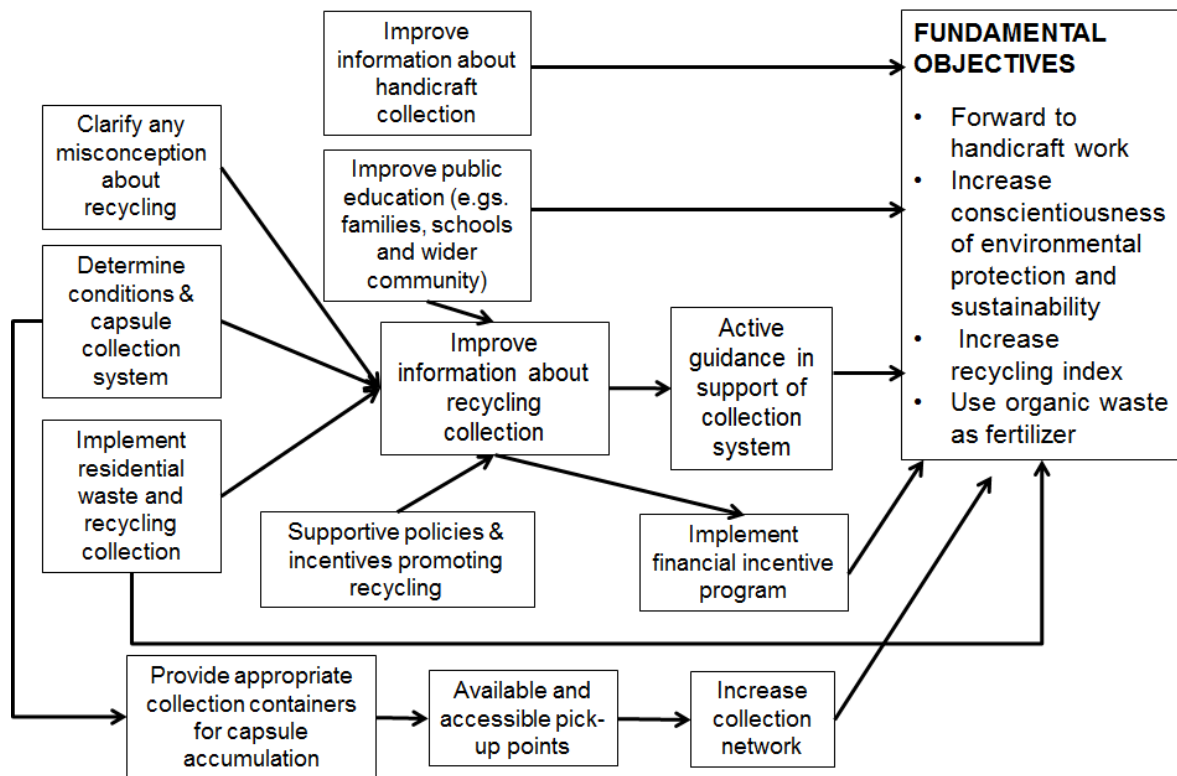 Improve
information about
handicraft
collection
FUNDAMENTAL
OBJECTIVES
• Forward to
handicraft work
• Increase
conscientiousness
of environmental
protection and
sustainability
• Increase
recycling index
• Use organic waste
as fertilizer
Clarify any
misconception
about
recycling
Improve public
education (e.gs.
families, schools
and wider
community)
Determine
conditions &
capsule
collection
system
Improve
information about
recycling
collection
Active
guidance in
support of
collection
system
Implement
residential
waste and
recycling
collection
Supportive policies &
incentives promoting
recycling
Implement
financial incentive
program
Provide appropriate
collection containers
for capsule
accumulation
Available and
accessible pick-
up points
Increase
collection
network